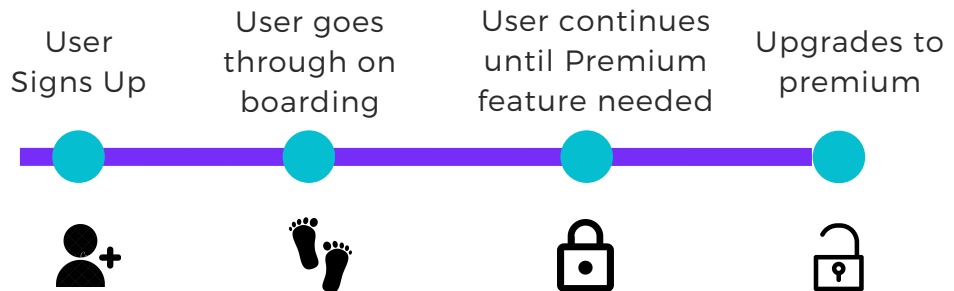 User
Signs Up
User goes
through on
boarding
User continues
until Premium
feature needed
Upgrades to
premium